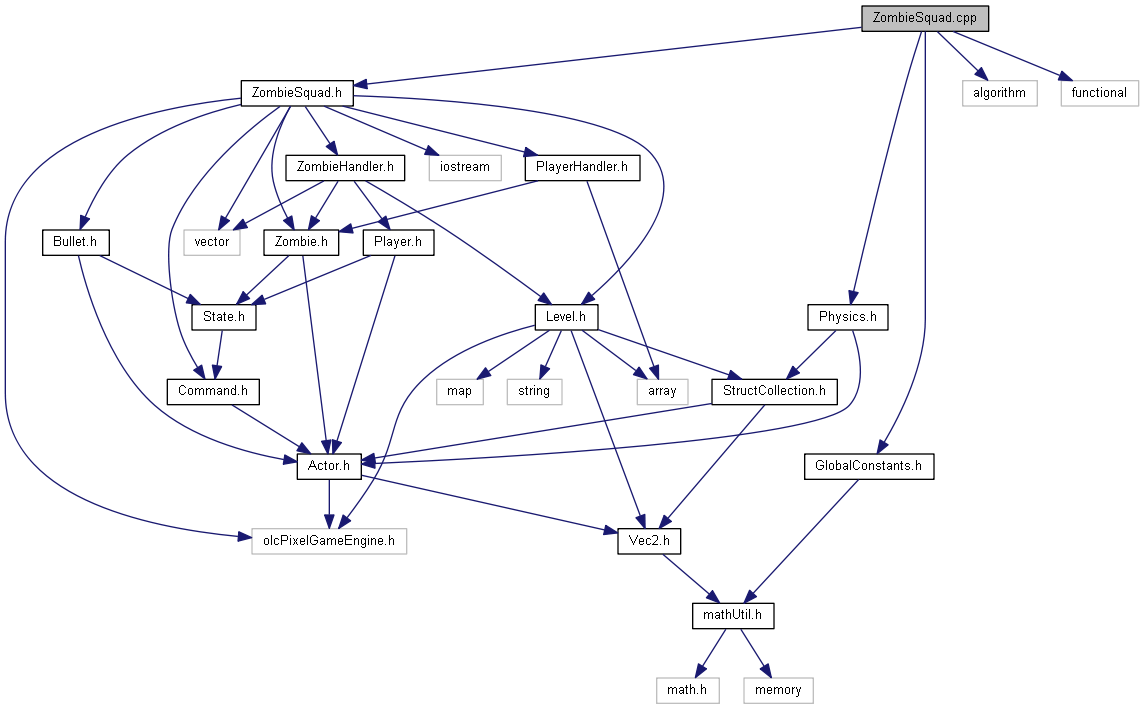 ZombieSquad.cpp
ZombieSquad.h
algorithm
functional
ZombieHandler.h
iostream
PlayerHandler.h
Bullet.h
vector
Zombie.h
Player.h
State.h
Level.h
Physics.h
Command.h
map
string
array
StructCollection.h
Actor.h
GlobalConstants.h
olcPixelGameEngine.h
Vec2.h
mathUtil.h
math.h
memory